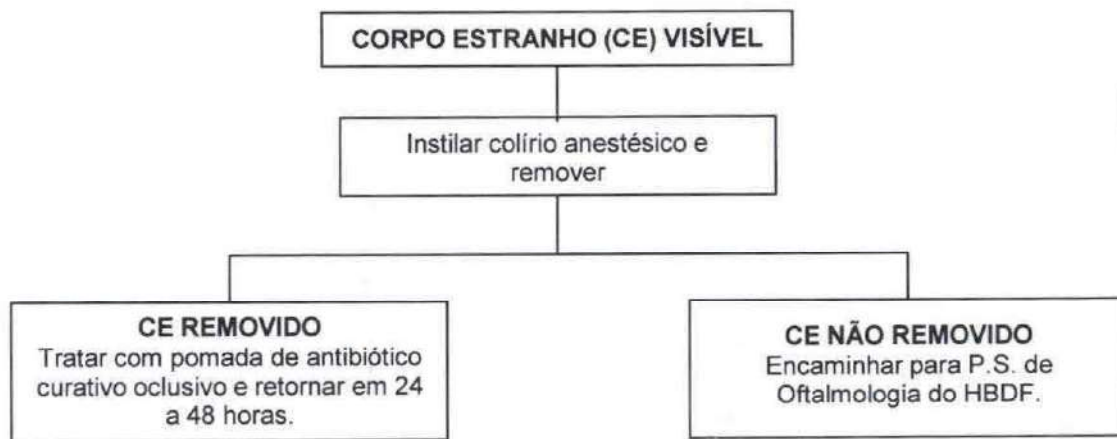 CORPO ESTRANHO (CE) VISÍVEL
Instilar colírio anestésico e
remover
CE REMOVIDO
Tratar com pomada de antibiótico
curativo oclusivo e retornar em 24
a 48 horas.
CE NÃO REMOVIDO
Encaminhar para P.S. de
Oftalmologia do HBDF.